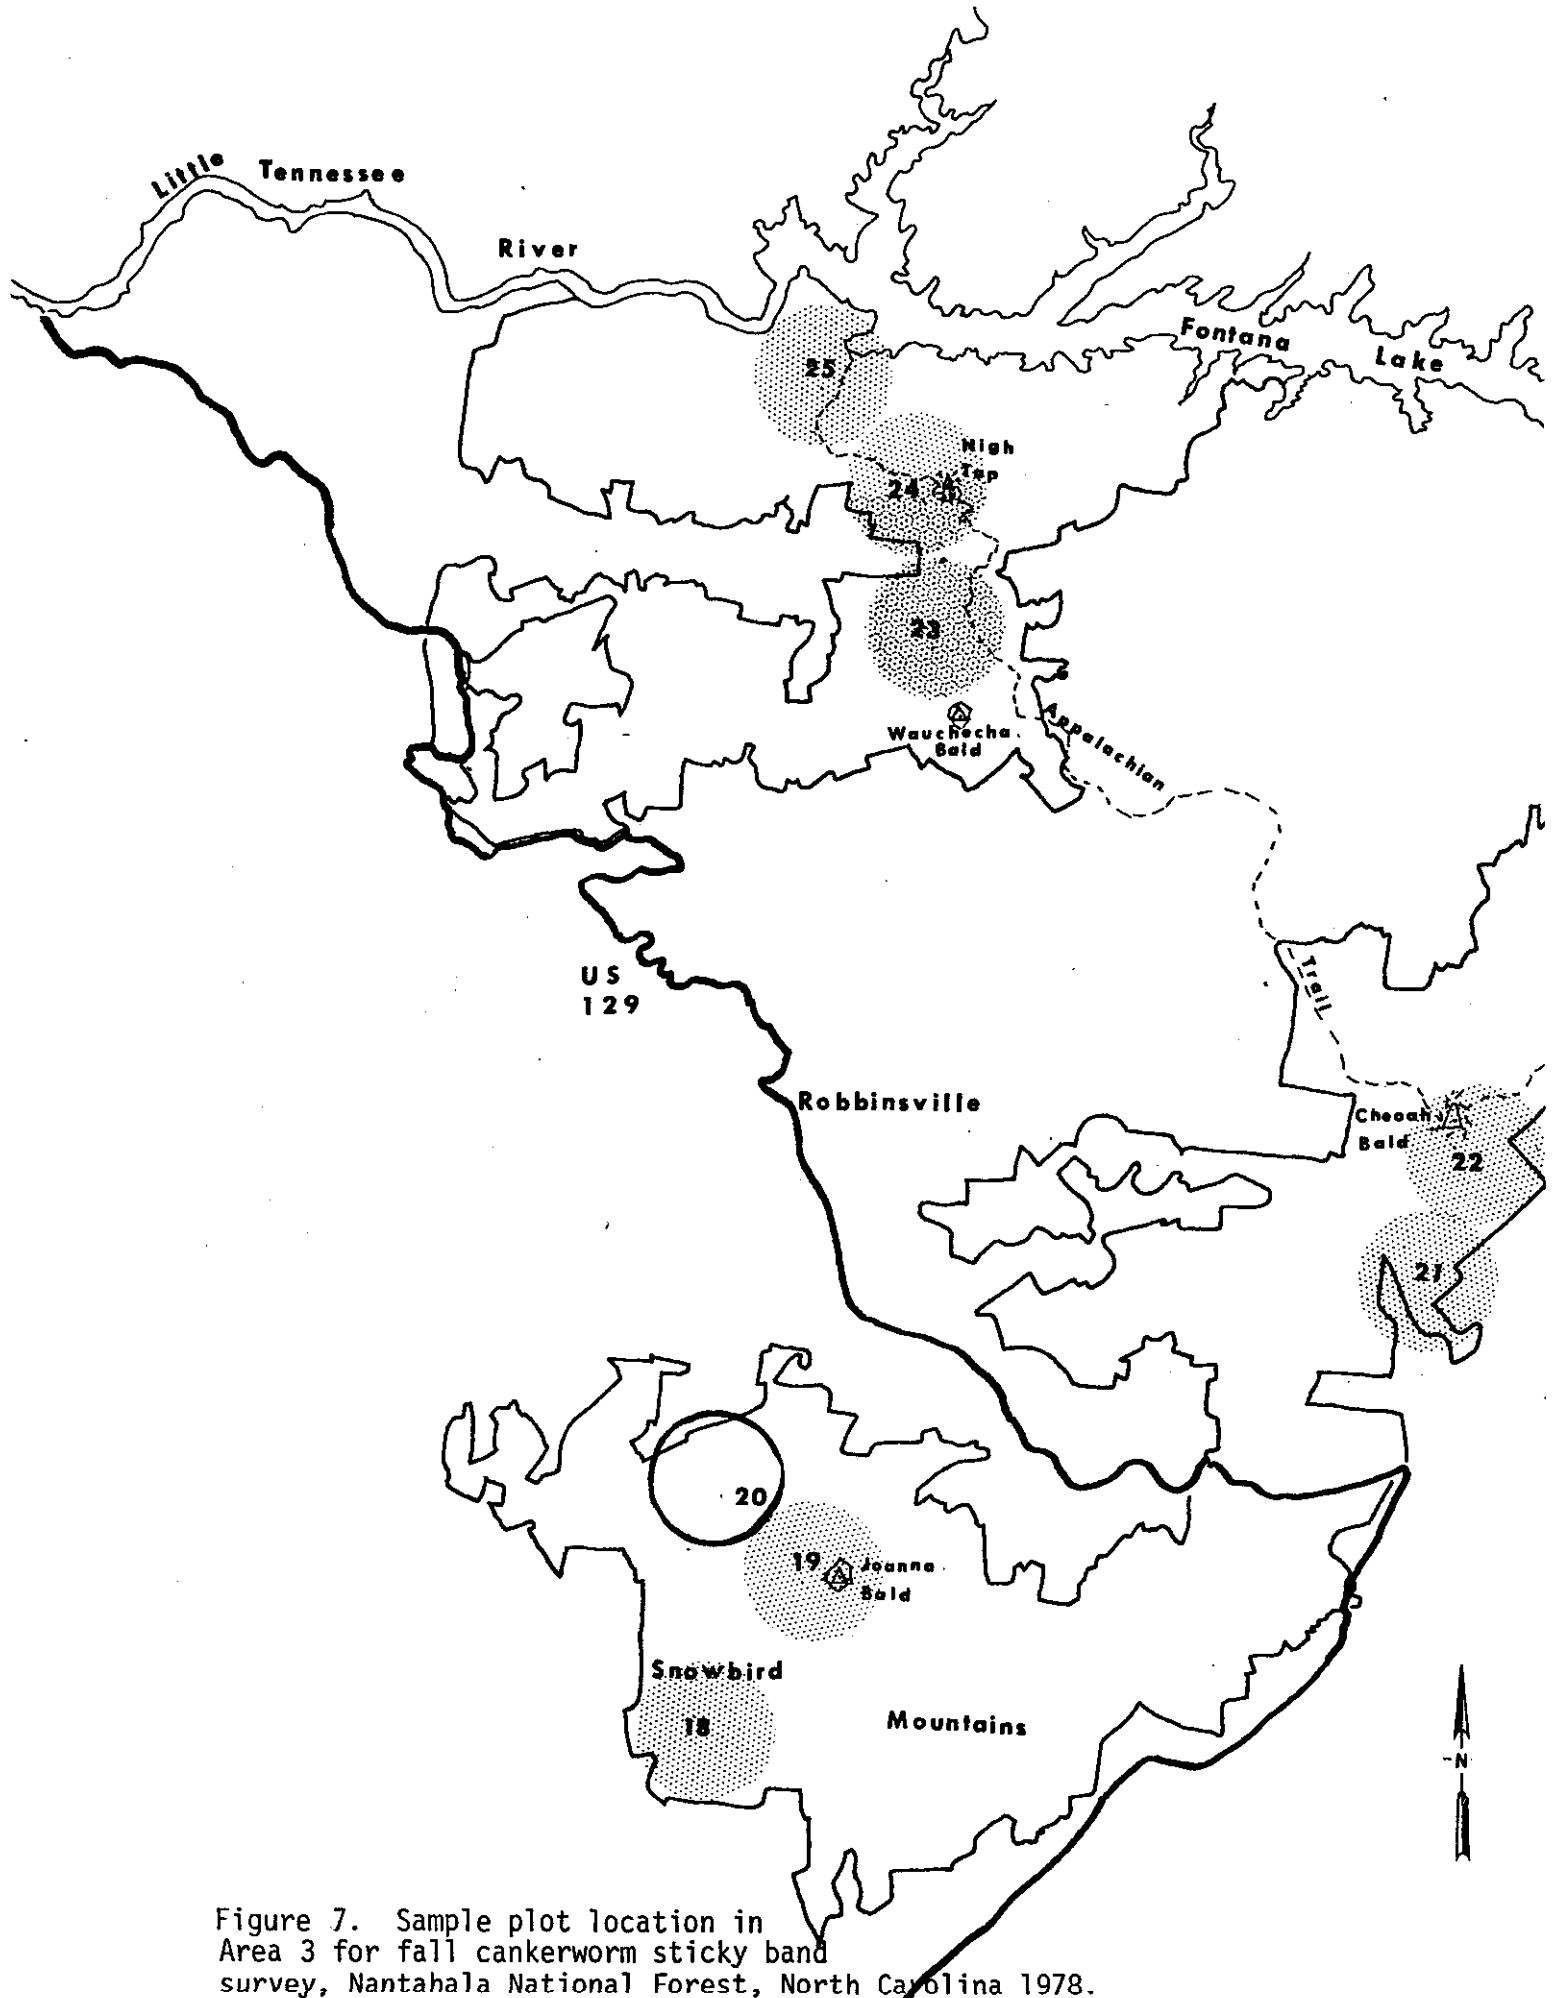 Little Tennessee
River
Fontana
Lake
25
High
Top
24
23
Wauchecha
Bald
Appalachian
US
129
Trail
Robbinsville
Cheoah
Bald
22
21
20
19
Joanna
Bald
Snowbird
18
Mountains
N
Figure 7. Sample plot location in
Area 3 for fall cankerworm sticky band
survey, Nantahala National Forest, North Carolina 1978.